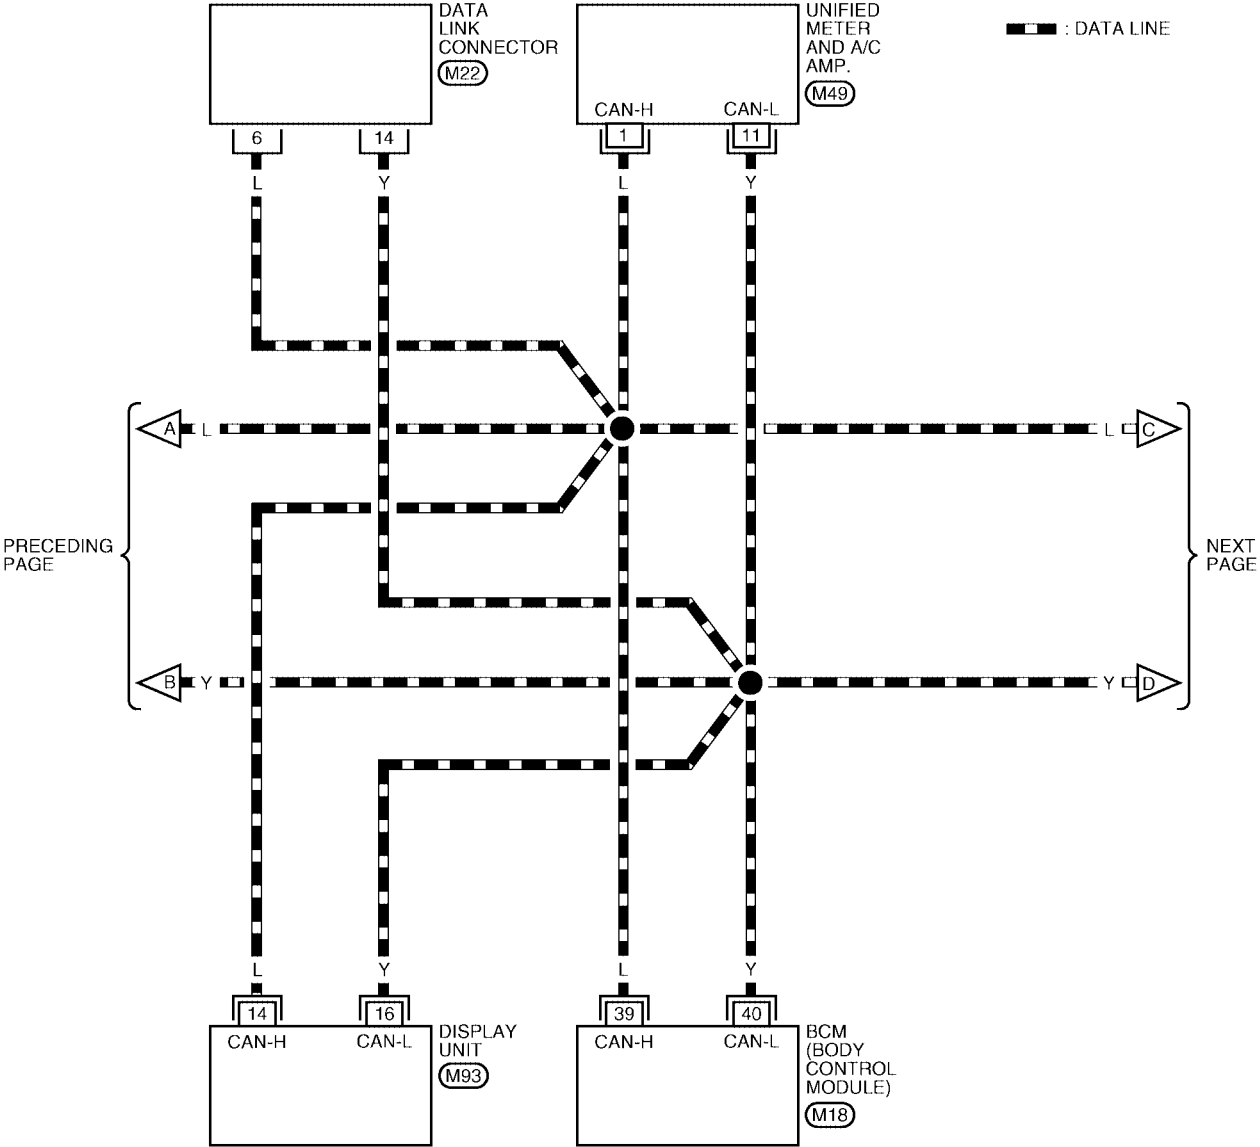 DATA
LINK
CONNECTOR
M22
UNIFIED
METER
AND A/C
AMP.
M49
: DATA LINE
CAN-H
CAN-L
6
14
1
11
L
Y
L
Y
A
L
L
C
PRECEDING
PAGE
NEXT
PAGE
B
Y
Y
D
L
Y
L
Y
14
16
39
40
CAN-H
CAN-L
DISPLAY
UNIT
M93
CAN-H
CAN-L
BCM
(BODY
CONTROL
MODULE)
M18